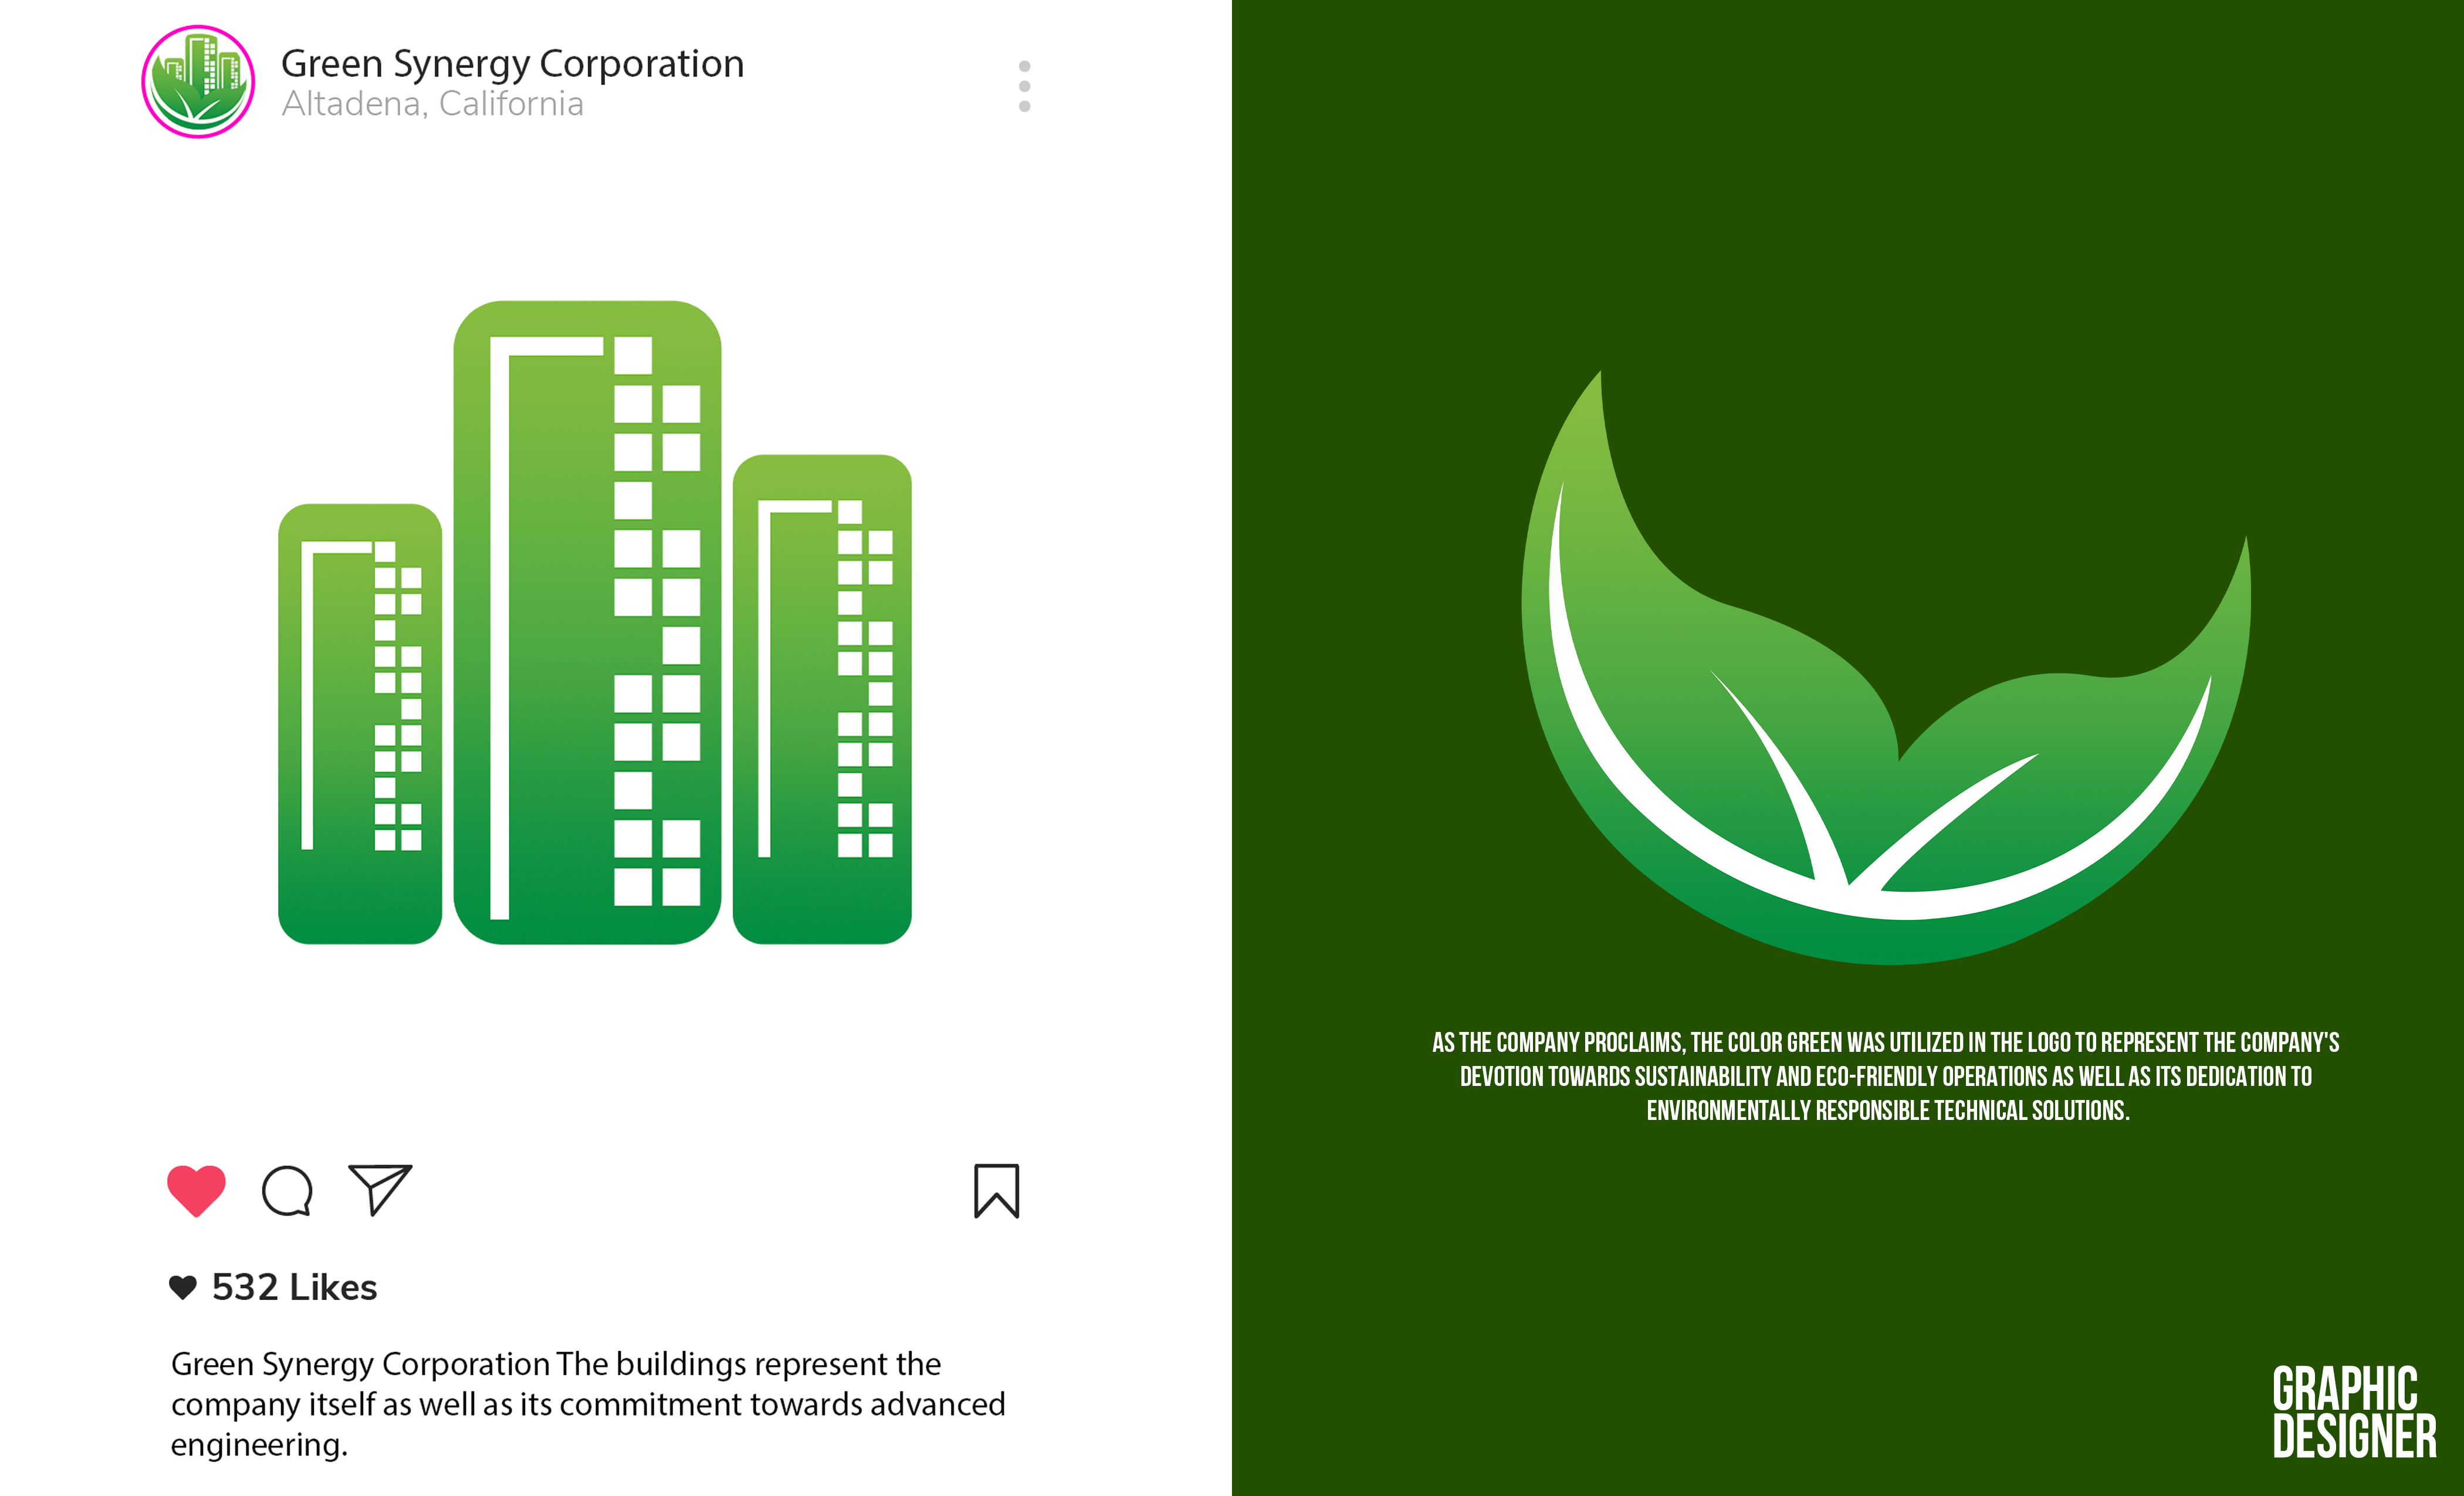 Green Synergy Corporation
Altadena, California
532 Likes
Green Synergy Corporation The buildings represent the
company itself as well as its commitment towards advanced
engineering.
AS THE COMPANY PROCLAIMS, THE COLOR GREEN WAS UTILIZED IN THE LOGO TO REPRESENT THE COMPANY'S
DEVOTION TOWARDS SUSTAINABILITY AND ECO-FRIENDLY OPERATIONS AS WELL AS ITS DEDICATION TO
ENVIRONMENTALLY RESPONSIBLE TECHNICAL SOLUTIONS.
GRAPHIC
DESIGNER